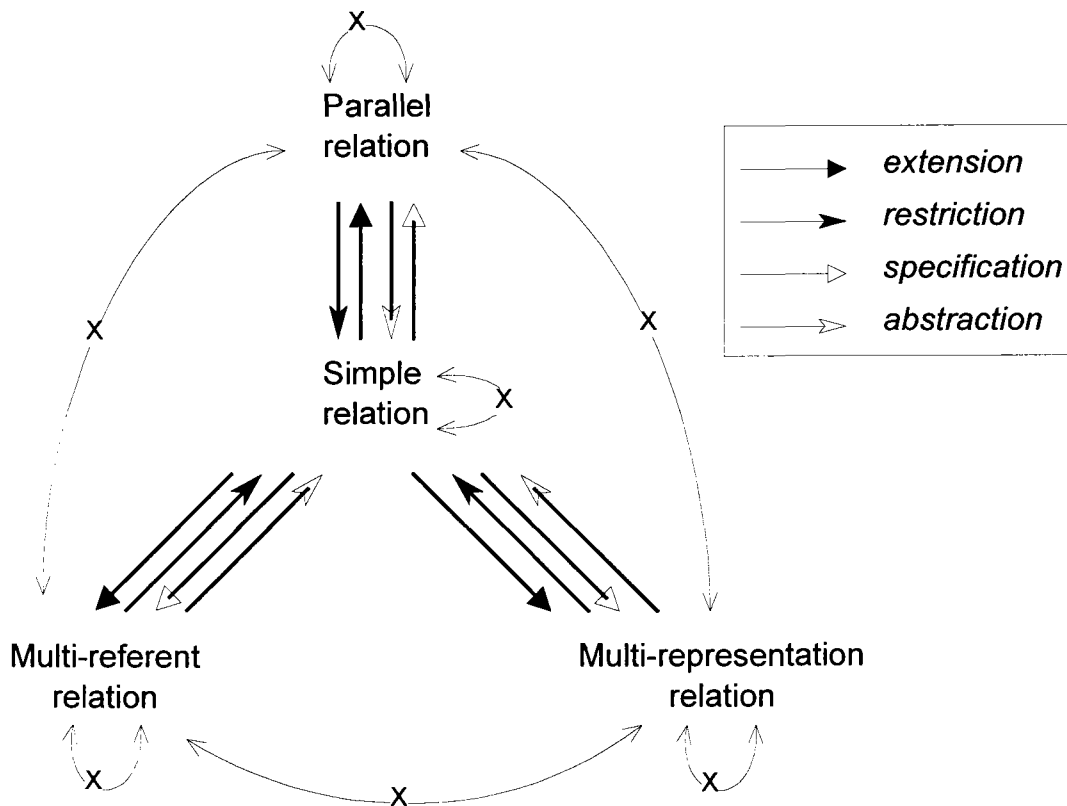 X
Parallel
relation
extension
restriction
specification
abstraction
X
X
Simple
relation
X
Multi-referent
relation
Multi-representation
relation
X
X
X